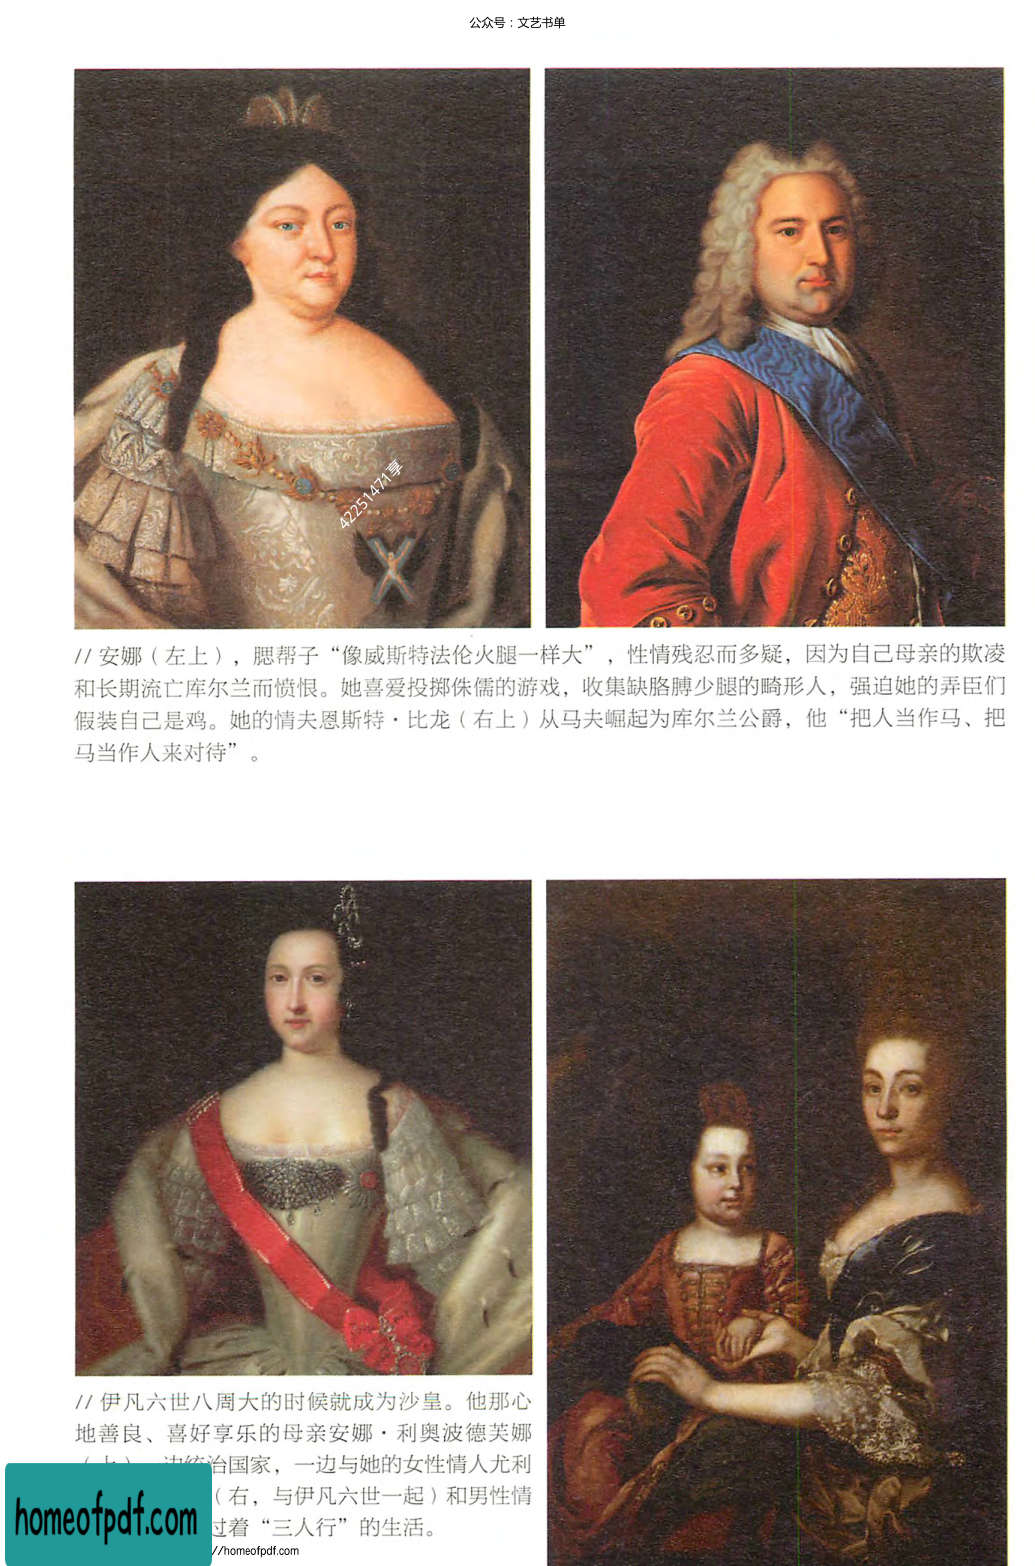 公众号：文艺书单
42251471享
// 安娜（左上），腮帮子“像威斯特法伦火腿一样大”，性情残忍而多疑，因为自己母亲的欺凌
和长期流亡库尔兰而愤恨。她喜爱投掷侏儒的游戏，收集缺胳膊少腿的畸形人，强迫她的弄臣们
假装自己是鸡。她的情夫恩斯特·比龙（右上）从马夫崛起为库尔兰公爵，他“把人当作马、把
马当作人来对待”。
// 伊凡六世八周大的时候就成为沙皇。他那心
地善良、喜好享乐的母亲安娜·利奥波德芙娜
治国家，一边与她的女性情人尤利
（右，与伊凡六世一起）和男性情
过着“三人行”的生活。
homeofpdf.com
//homeofpdf.com